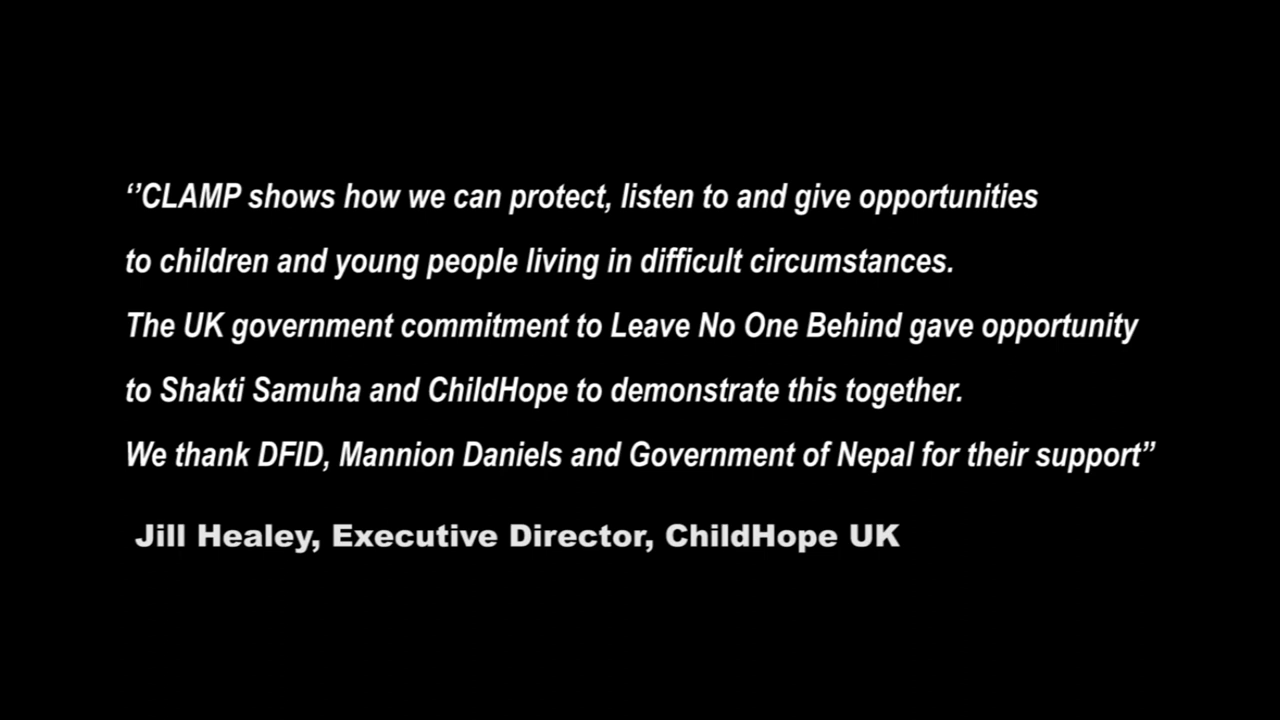 ‘’CLAMP shows how we can protect, listen to and give opportunities
to children and young people living in difficult circumstances.
The UK government commitment to Leave No One Behind gave opportunity
to Shakti Samuha and ChildHope to demonstrate this together.
We thank DFID, Mannion Daniels and Government of Nepal for their support”
Jill Healey, Executive Director, ChildHope UK